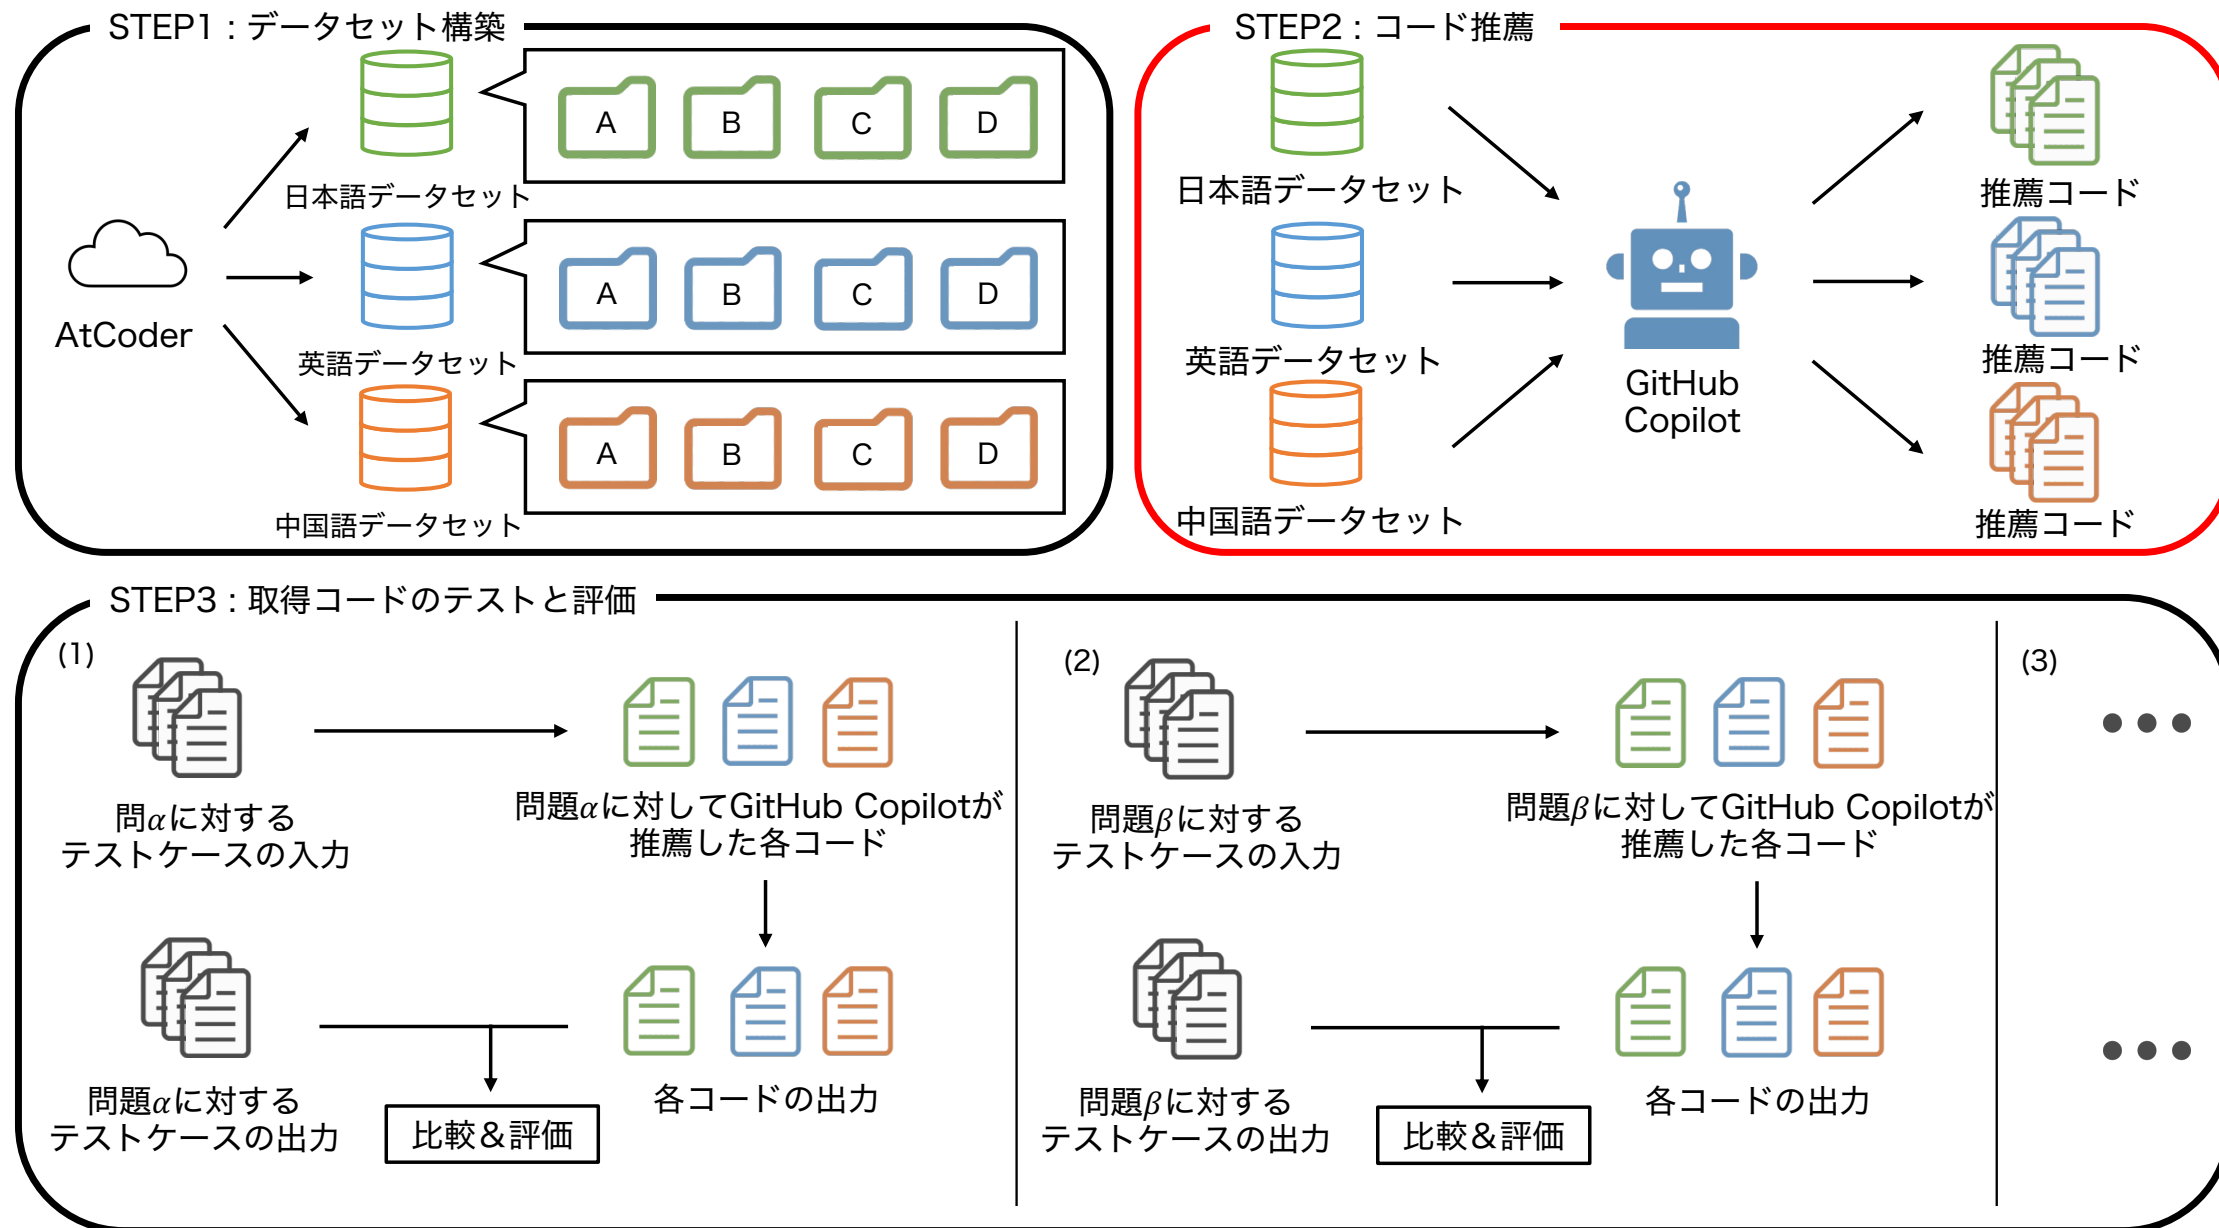 STEP1：データセット構築
A B C D
日本語データセット
AtCoder
A B C D
英語データセット
A B C D
中国語データセット
STEP2：コード推薦
日本語データセット
英語データセット
中国語データセット
GitHub
Copilot
推薦コード
推薦コード
推薦コード
STEP3：取得コードのテストと評価
(1)
問αに対する
テストケースの入力
問題αに対してGitHub Copilotが
推薦した各コード
問題αに対する
テストケースの出力
比較＆評価
各コードの出力
(2)
問題βに対する
テストケースの入力
問題βに対してGitHub Copilotが
推薦した各コード
問題βに対する
テストケースの出力
比較＆評価
各コードの出力
(3)